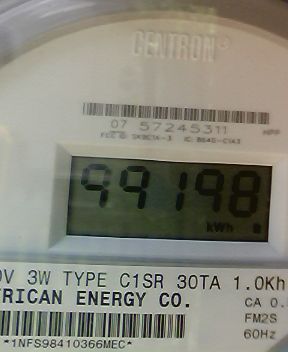 CENTRON®
07 57245311
99198
kWh
0V 3W TYPE C1SR 30TA 1.0Kh
TRICAN ENERGY CO.
CA 0.
FM2S
60Hz
*1NFS98410366MEC*